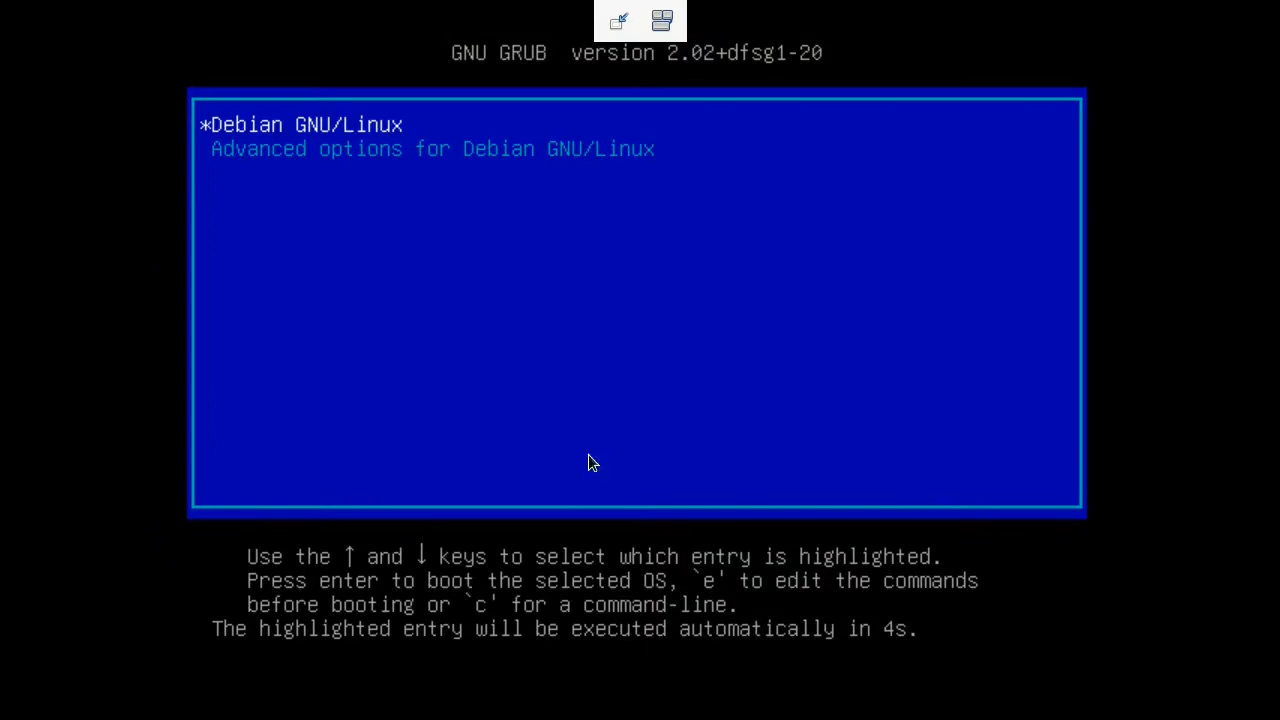 GNU GRUB  version 2.02+dfsg1-20
*Debian GNU/Linux
Advanced options for Debian GNU/Linux
Use the ↑ and ↓ keys to select which entry is highlighted.
Press enter to boot the selected OS, `e' to edit the commands
before booting or `c' for a command-line.
The highlighted entry will be executed automatically in 4s.